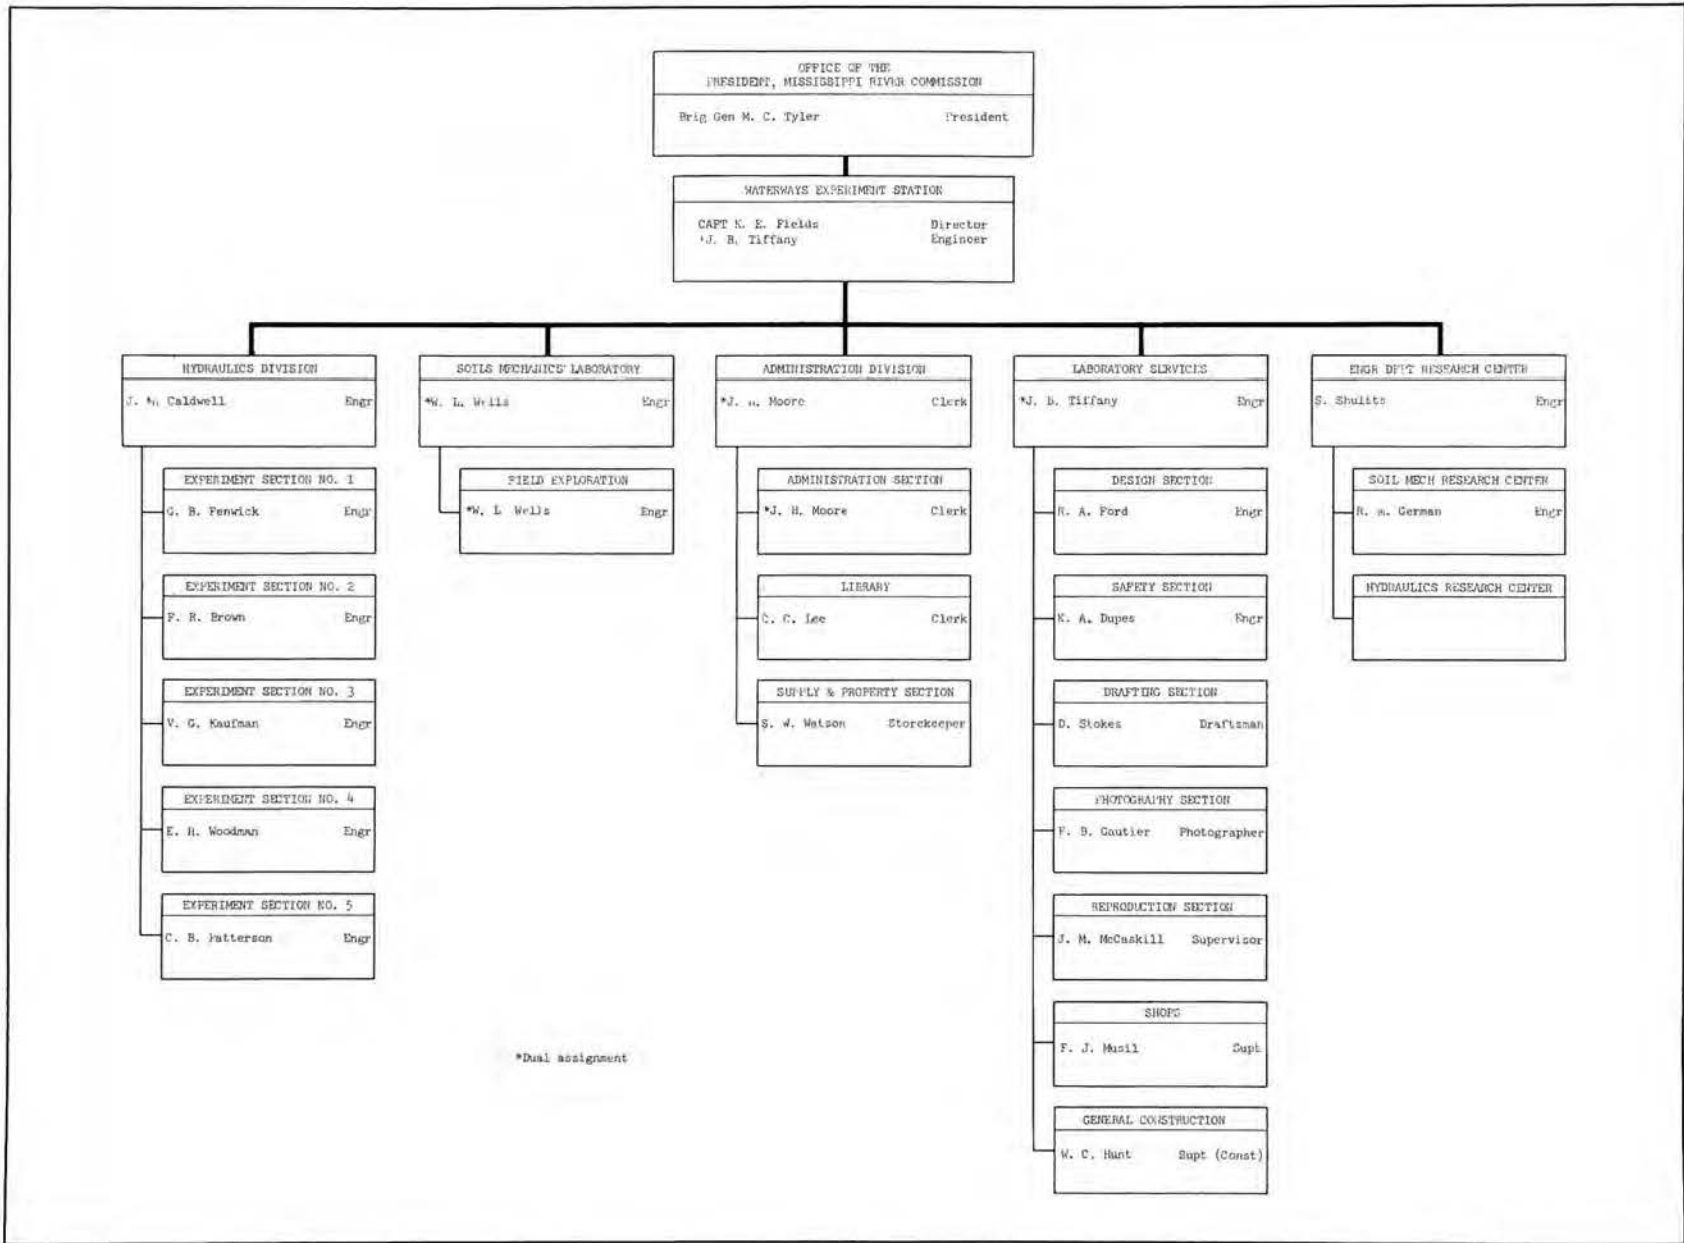 OFFICE OF THE
PRESIDENT, MISSISSIPPI RIVER COMMISSION
Brig Gen M. C. Tyler President
WATERWAYS EXPERIMENT STATION
CAPT K. E. Fields Director
*J. B. Tiffany Engineer
HYDRAULICS DIVISION
J. Caldwell Engr
EXPERIMENT SECTION NO. 1
G. B. Fenwick Engr
EXPERIMENT SECTION NO. 2
F. R. Brown Engr
EXPERIMENT SECTION NO. 3
V. G. Kaufman Engr
EXPERIMENT SECTION NO. 4
E. H. Woodman Engr
EXPERIMENT SECTION NO. 5
C. B. Patterson Engr
SOILS MECHANICS LABORATORY
*W. L. Wells Engr
FIELD EXPLORATION
*W. L Wells Engr
ADMINISTRATION DIVISION
*J. H. Moore Clerk
ADMINISTRATION SECTION
*J. H. Moore Clerk
LIBRARY
C. C. Lee Clerk
SUPPLY & PROPERTY SECTION
S. W. Watson Storekeeper
LABORATORY SERVICES
*J. B. Tiffany Engr
DESIGN SECTION
R. A. Ford Engr
SAFETY SECTION
K. A. Dupes Engr
DRAFTING SECTION
D. Stokes Draftsman
PHOTOGRAPHY SECTION
F. B. Gautier Photographer
REPRODUCTION SECTION
J. M. McCaskill Supervisor
SHOPS
F. J. Musil Supt
GENERAL CONSTRUCTION
W. C. Hunt Supt (Const)
ENGR DEPT RESEARCH CENTER
S. Shulits Engr
SOIL MECH RESEARCH CENTER
R. German Engr
HYDRAULICS RESEARCH CENTER
*Dual assignment